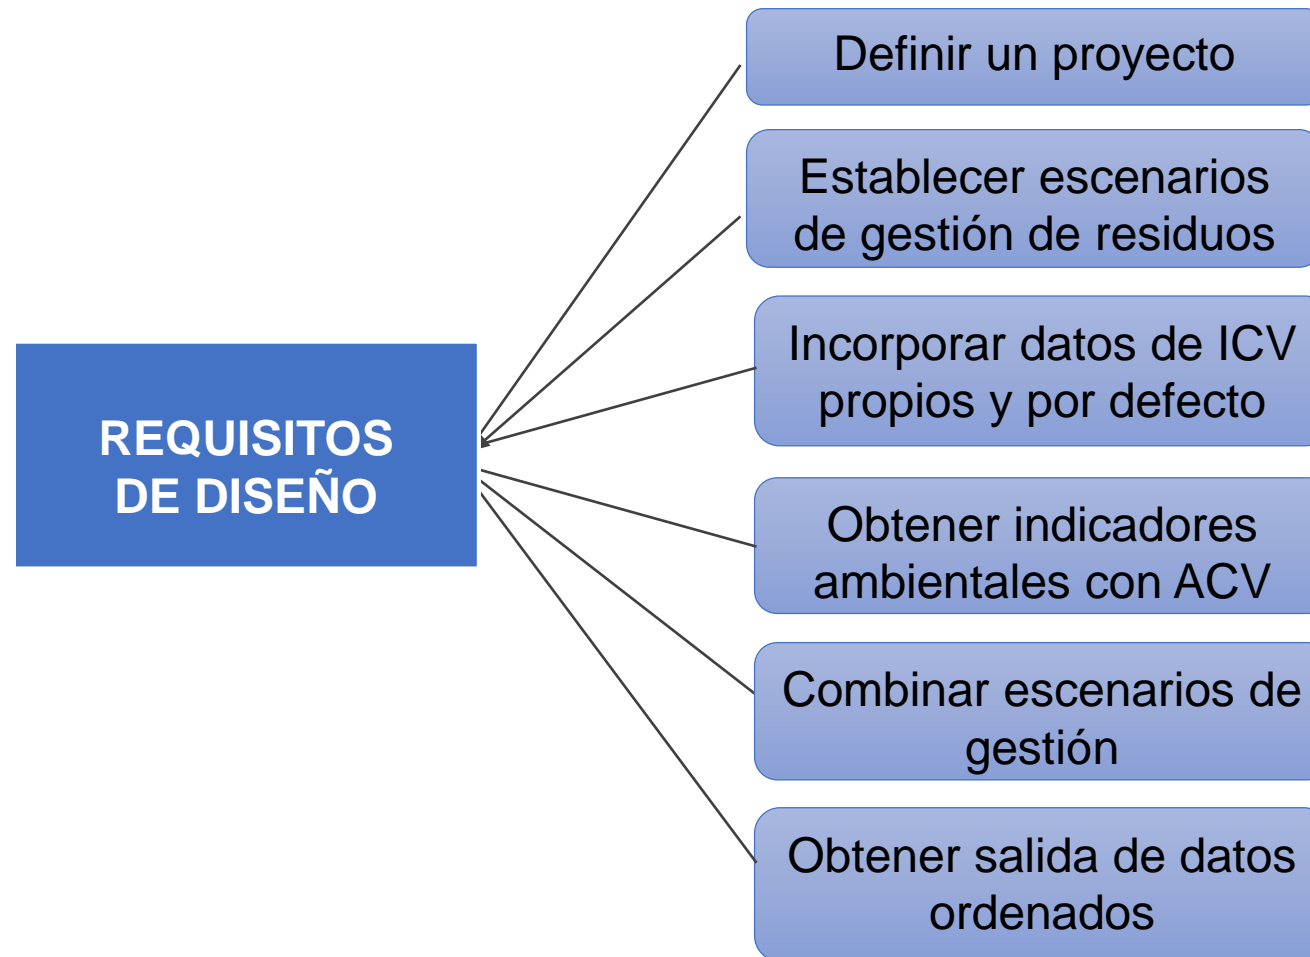 Definir un proyecto
Establecer escenarios
de gestión de residuos
Incorporar datos de ICV
propios y por defecto
REQUISITOS
DE DISEÑO
Obtener indicadores
ambientales con ACV
Combinar escenarios de
gestión
Obtener salida de datos
ordenados